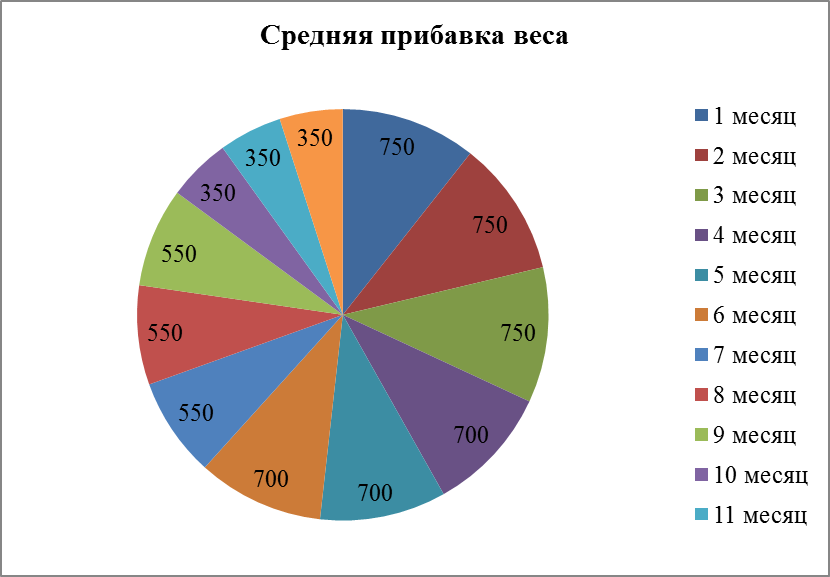 Средняя прибавка веса
750
750
750
700
700
700
550
550
550
350
350
350
1 месяц
2 месяц
3 месяц
4 месяц
5 месяц
6 месяц
7 месяц
8 месяц
9 месяц
10 месяц
11 месяц